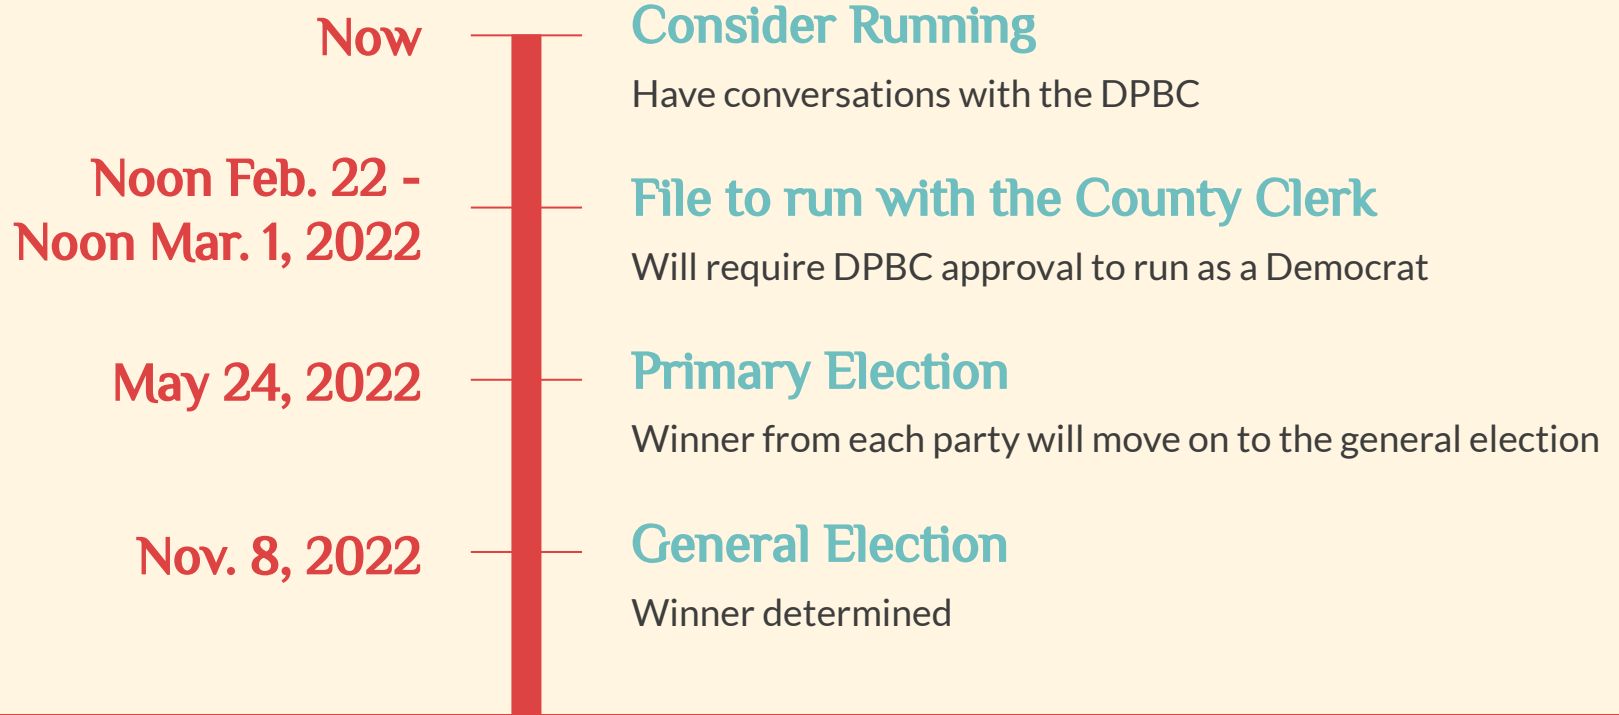 Now
Consider Running
Have conversations with the DPBC
Noon Feb. 22 -
Noon Mar. 1, 2022
File to run with the County Clerk
Will require DPBC approval to run as a Democrat
May 24, 2022
Primary Election
Winner from each party will move on to the general election
Nov. 8, 2022
General Election
Winner determined